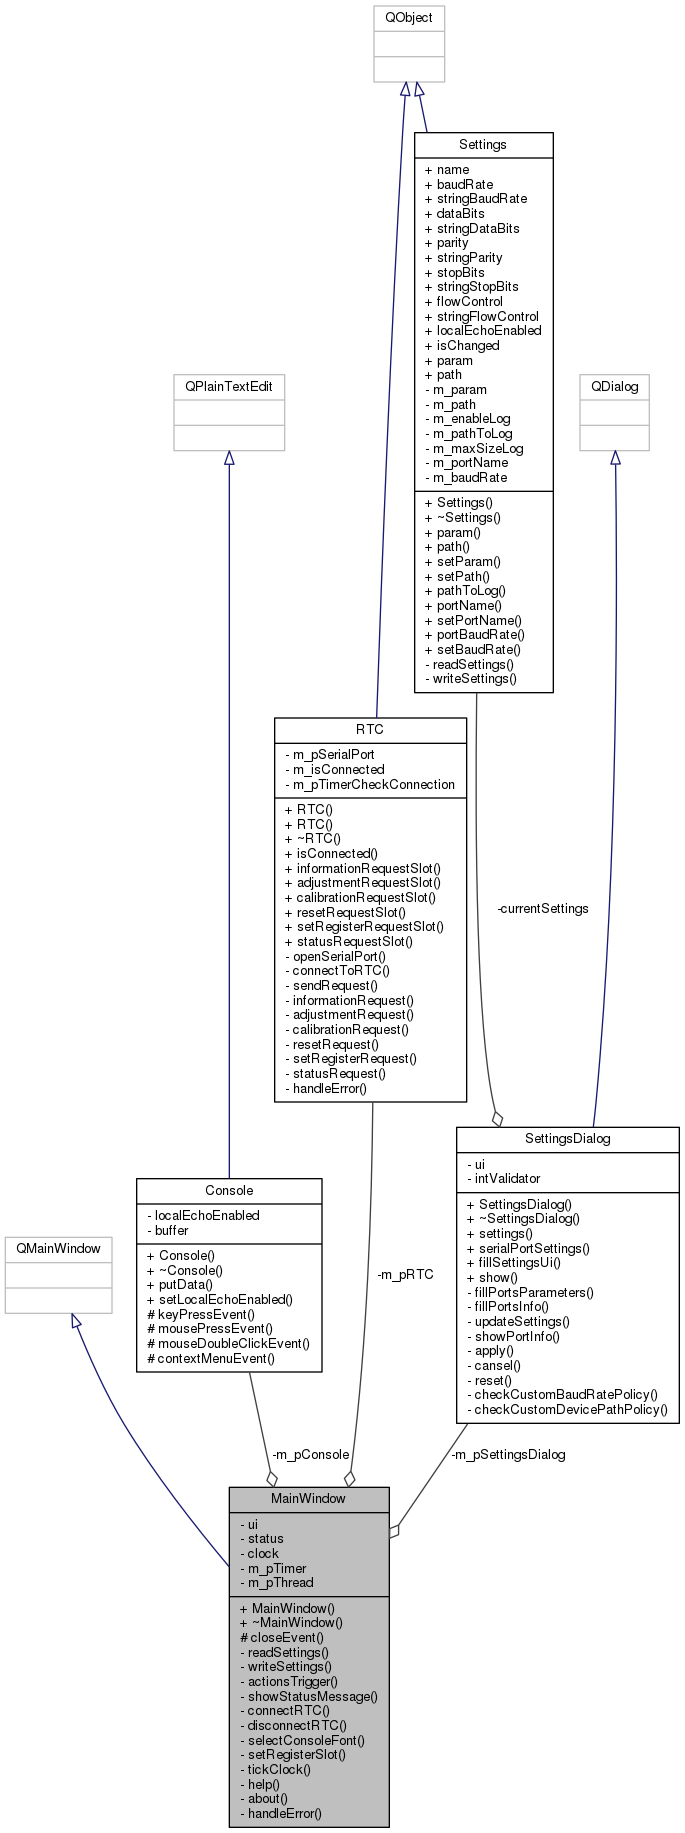 QObject
Settings
+ name
+ baudRate
+ stringBaudRate
+ dataBits
+ stringDataBits
+ parity
+ stringParity
+ stopBits
+ stringStopBits
+ flowControl
+ stringFlowControl
+ localEchoEnabled
+ isChanged
+ param
+ path
- m_param
- m_path
- m_enableLog
- m_pathToLog
- m_maxSizeLog
- m_portName
- m_baudRate
+ Settings()
+ ~Settings()
+ param()
+ path()
+ setParam()
+ setPath()
+ pathToLog()
+ portName()
+ setPortName()
+ portBaudRate()
+ setBaudRate()
- readSettings()
- writeSettings()
QPlainTextEdit
QDialog
RTC
- m_pSerialPort
- m_isConnected
- m_pTimerCheckConnection
+ RTC()
+ RTC()
+ ~RTC()
+ isConnected()
+ informationRequestSlot()
+ adjustmentRequestSlot()
+ calibrationRequestSlot()
+ resetRequestSlot()
+ setRegisterRequestSlot()
+ statusRequestSlot()
- openSerialPort()
- connectToRTC()
- sendRequest()
- informationRequest()
- adjustmentRequest()
- calibrationRequest()
- resetRequest()
- setRegisterRequest()
- statusRequest()
- handleError()
-currentSettings
SettingsDialog
- ui
- intValidator
+ SettingsDialog()
+ ~SettingsDialog()
+ settings()
+ serialPortSettings()
+ fillSettingsUi()
+ show()
- fillPortsParameters()
- fillPortsInfo()
- updateSettings()
- showPortInfo()
- apply()
- cansel()
- reset()
- checkCustomBaudRatePolicy()
- checkCustomDevicePathPolicy()
Console
- localEchoEnabled
- buffer
+ Console()
+ ~Console()
+ putData()
+ setLocalEchoEnabled()
# keyPressEvent()
# mousePressEvent()
# mouseDoubleClickEvent()
# contextMenuEvent()
QMainWindow
-m_pRTC
-m_pConsole
-m_pSettingsDialog
MainWindow
- ui
- status
- clock
- m_pTimer
- m_pThread
+ MainWindow()
+ ~MainWindow()
# closeEvent()
- readSettings()
- writeSettings()
- actionsTrigger()
- showStatusMessage()
- connectRTC()
- disconnectRTC()
- selectConsoleFont()
- setRegisterSlot()
- tickClock()
- help()
- about()
- handleError()